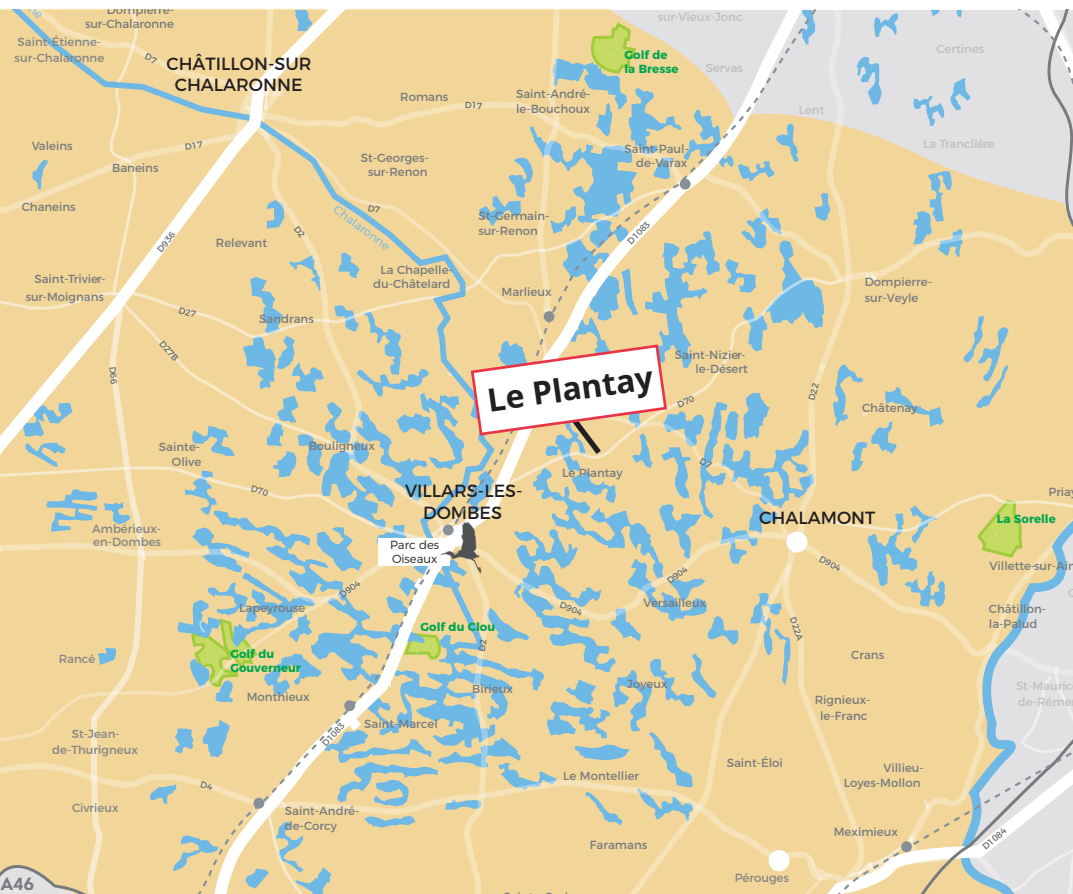 Dompierre-
sur-Chalaronne
sur-Vieux-Jonc
Saint-Étienne-
sur-Chalaronne
D7
CHÂTILLON-SUR
CHALARONNE
Golf de
la Bresse
Certines
Servas
Romans
D17
Saint-André-
le-Bouchoux
Lent
La Tranclière
Valeins
D17
Baneins
St-Georges-
sur-Renon
Saint-Paul-
de-Varax
Chaneins
D7
Chalaronne
St-Germain-
sur-Renon
D936
Relevant
D2
D1083
Saint-Trivier-
sur-Moignans
La Chapelle-
du-Châtelard
Marlieux
Dompierre-
sur-Veyle
D27
Sandrans
D27B
D66
Le Plantay
Saint-Nizier-
le-Désert
D22
D70
Châtenay
Sainte-
Olive
Bouligneux
D7
Le Plantay
D70
VILLARS-LES-
DOMBES
Priay
CHALAMONT
La Sorelle
Ambérieux-
en-Dombes
Parc des
Oiseaux
Villette-sur-Ain
D904
D904
D904
D904
Lapeyrouse
Versailleux
Châtillon-
la-Palud
Golf du Clou
D22A
D2
Rancé
Golf du
Gouverneur
Crans
Monthieux
Birieux
Joyeux
St-Maurice-
de-Rémens
Rignieux-
le-Franc
Saint-Marcel
D1083
St-Jean-
de-Thurigneux
Saint-Éloi
Le Montellier
Villieu-
Loyes-Mollon
D4
Civrieux
Saint-André-
de-Corcy
Meximieux
D1084
Faramans
Pérouges
A46